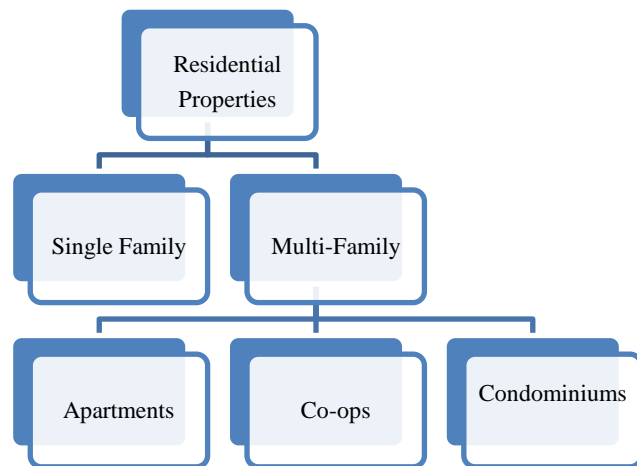 Residential
Properties
Single Family
Multi-Family
Apartments
Co-ops
Condominiums